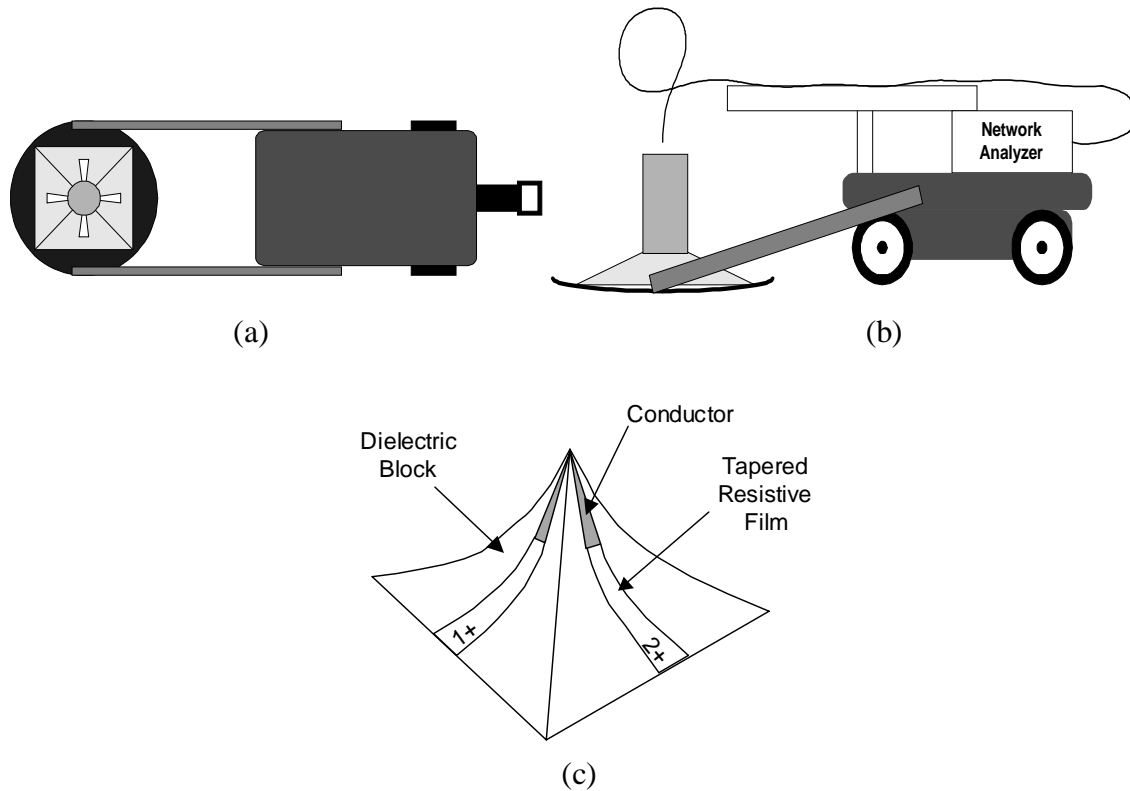 Network
Analyzer
(a)
(b)
Conductor
Dielectric
Block
Tapered
Resistive
Film
1+
2+
(c)